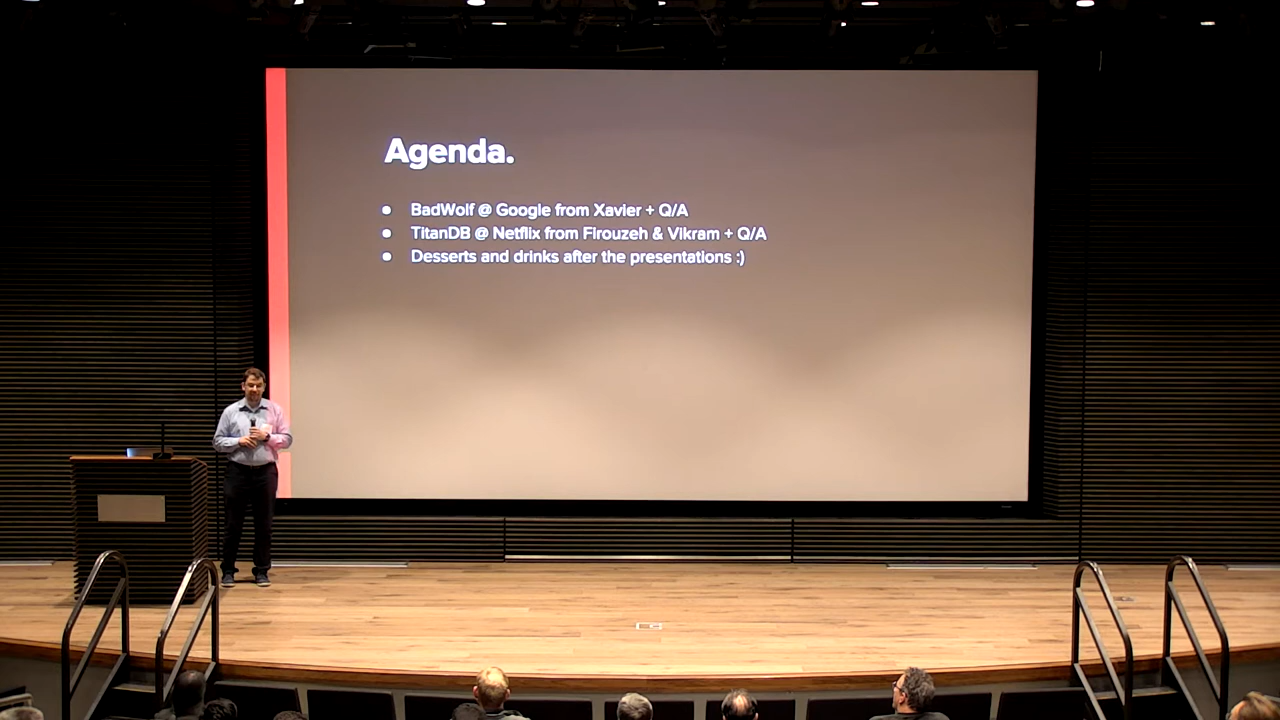 Agenda.
● BadWolf @ Google from Xavier + Q/A
● TitanDB @ Netflix from Firouzeh & Vikram + Q/A
● Desserts and drinks after the presentations :)